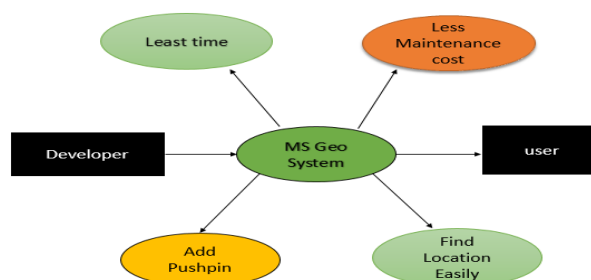 Least time
Less
Maintenance
cost
Developer
MS Geo
System
user
Add
Pushpin
Find
Location
Easily